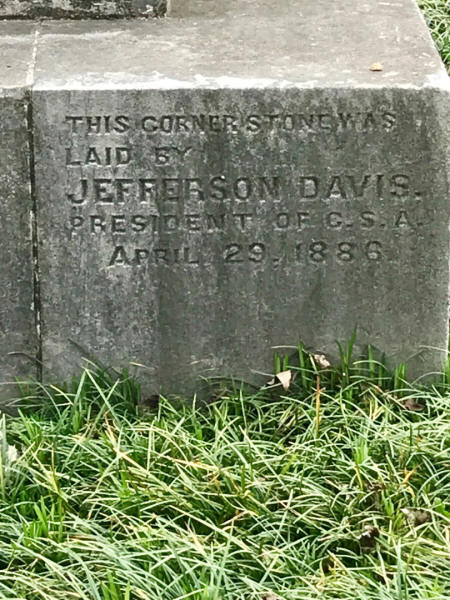 THIS CORNER STONE WAS
LAID BY
JEFFERSON DAVIS.
PRESIDENT OF C.S.A.
APRIL 29, 1886